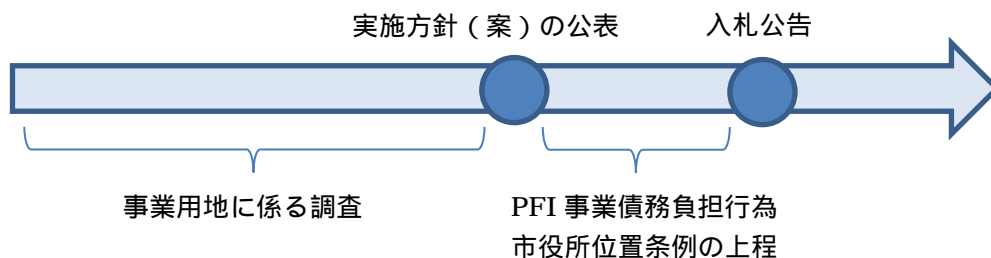 実施方針（案）の公表
入札公告
事業用地に係る調査
PFI 事業債務負担行為
市役所位置条例の上程